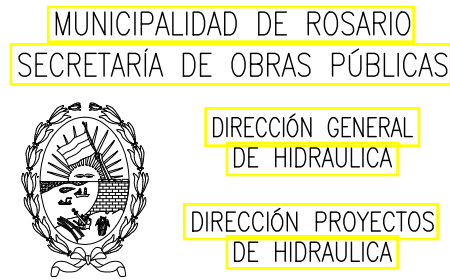 MUNICIPALIDAD DE ROSARIO
SECRETARÍA DE OBRAS PÚBLICAS
DIRECCIÓN GENERAL
DE HIDRAULICA
DIRECCIÓN PROYECTOS
DE HIDRAULICA